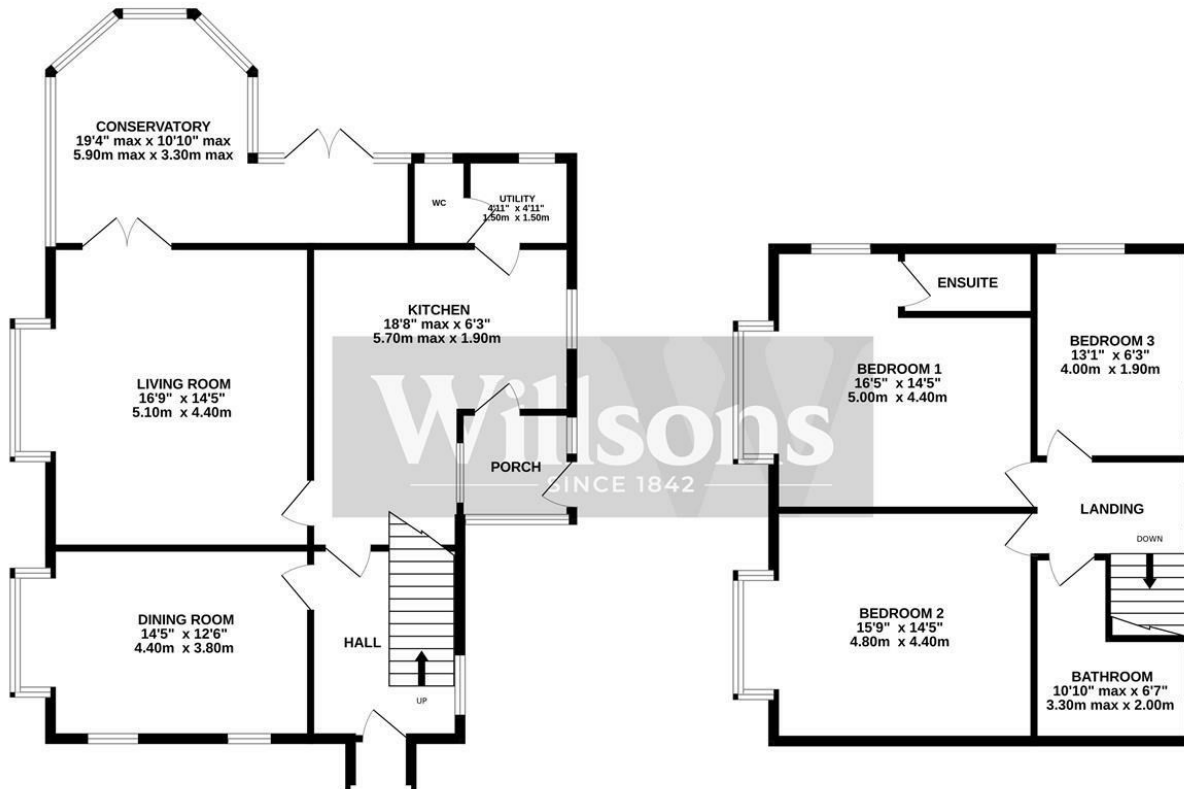 CONSERVATORY
19'4" max x 10'10" max
5.90m max x 3.30m max
WC
UTILITY
4'11" x 4'11"
1.50m x 1.50m
KITCHEN
18'8" max x 6'3"
5.70m max x 1.90m
LIVING ROOM
16'9" x 14'5"
5.10m x 4.40m
PORCH
DINING ROOM
14'5" x 12'6"
4.40m x 3.80m
HALL
UP
ENSUITE
BEDROOM 1
16'5" x 14'5"
5.00m x 4.40m
BEDROOM 3
13'1" x 6'3"
4.00m x 1.90m
LANDING
DOWN
BEDROOM 2
15'9" x 14'5"
4.80m x 4.40m
BATHROOM
10'10" max x 6'7"
3.30m max x 2.00m
W
Willsons
SINCE 1842